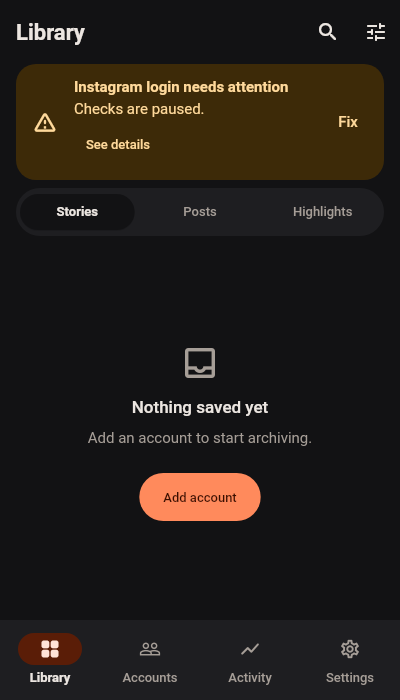 Library
Instagram login needs attention
Checks are paused.
Fix
See details
Stories Posts Highlights
Nothing saved yet
Add an account to start archiving.
Add account
Library Accounts Activity Settings